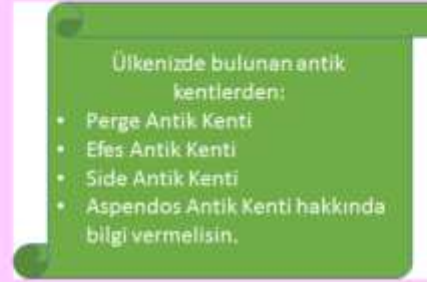 Ülkenizde bulunan antik
kentlerden:
• Perge Antik Kenti
• Efes Antik Kenti
• Side Antik Kenti
• Aspendos Antik Kenti hakkında
bilgi vermelisin.